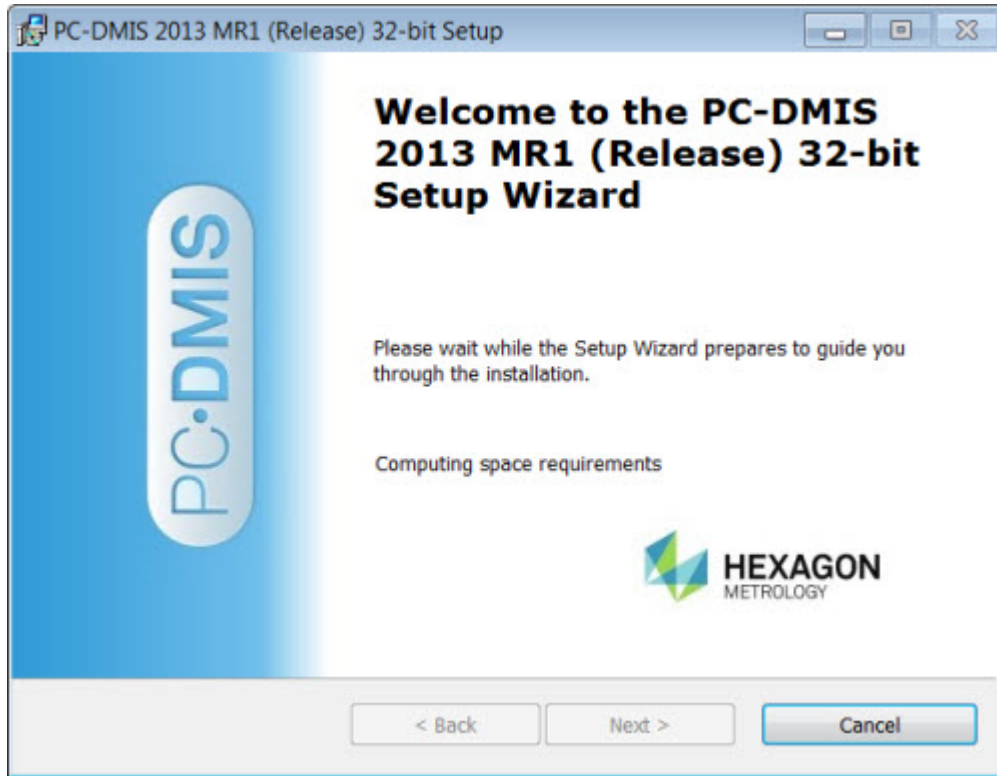 PC-DMIS 2013 MR1 (Release) 32-bit Setup
Welcome to the PC-DMIS
2013 MR1 (Release) 32-bit
Setup Wizard
PC•DMIS
Please wait while the Setup Wizard prepares to guide you
through the installation.
Computing space requirements
HEXAGON
METROLOGY
< Back
Next >
Cancel